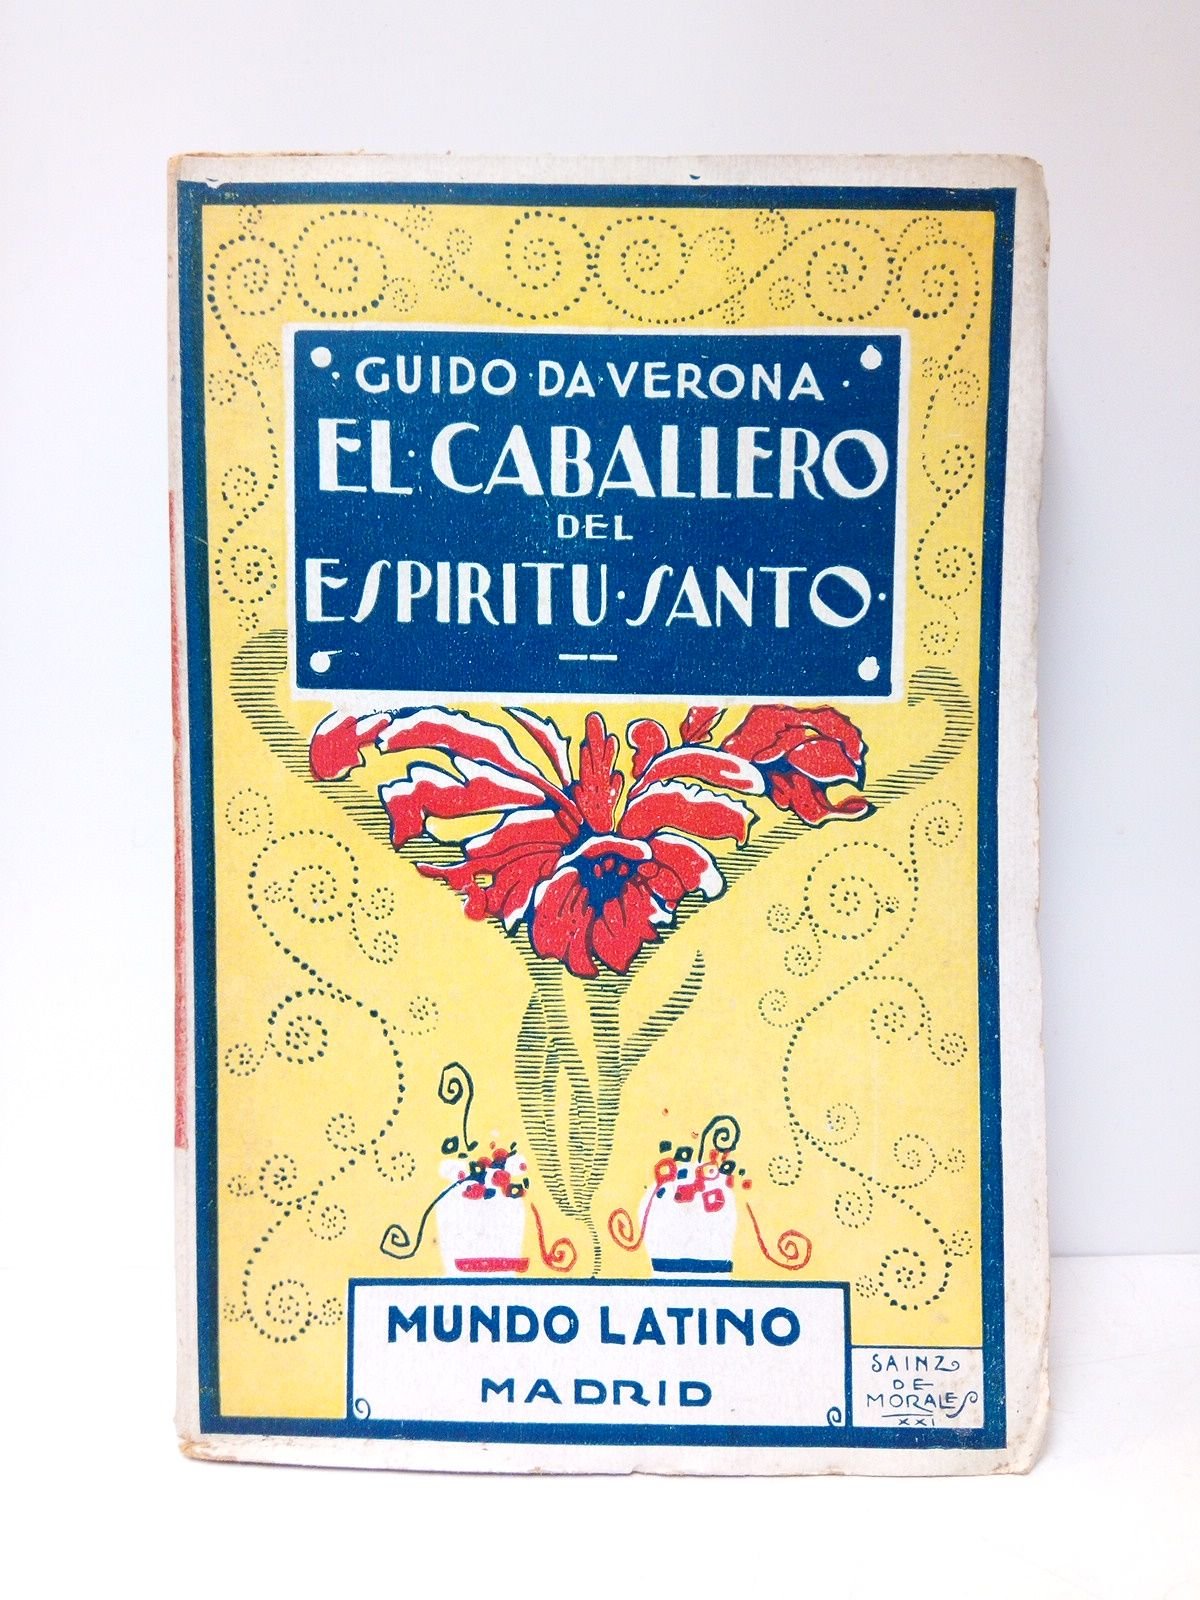 · GUIDO · DA · VERONA ·
EL · CABALLERO
DEL
ESPIRITU · SANTO ·
MUNDO LATINO
MADRID
SAINZ
DE
MORALES
XXI